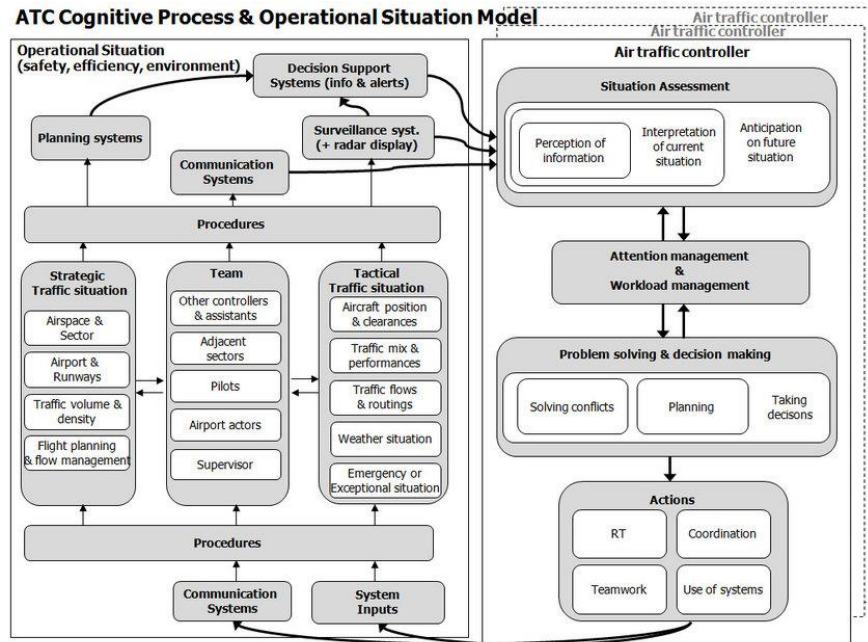 ATC Cognitive Process & Operational Situation Model
Air traffic controller
Air traffic controller
Air traffic controller
Operational Situation
(safety, efficiency, environment)
Decision Support
Systems (info & alerts)
Planning systems
Surveillance syst.
(+ radar display)
Communication
Systems
Procedures
Strategic
Traffic situation
Airspace &
Sector
Airport &
Runways
Traffic volume &
density
Flight planning
& flow management
Team
Other controllers
& assistants
Adjacent
sectors
Pilots
Airport actors
Supervisor
Tactical
Traffic situation
Aircraft position
& clearances
Traffic mix &
performances
Traffic flows
& routings
Weather situation
Emergency or
Exceptional situation
Procedures
Communication
Systems
System
Inputs
Situation Assessment
Perception of
information
Interpretation
of current
situation
Anticipation
on future
situation
Attention management
&
Workload management
Problem solving & decision making
Solving conflicts
Planning
Taking
decisons
Actions
RT
Coordination
Teamwork
Use of systems